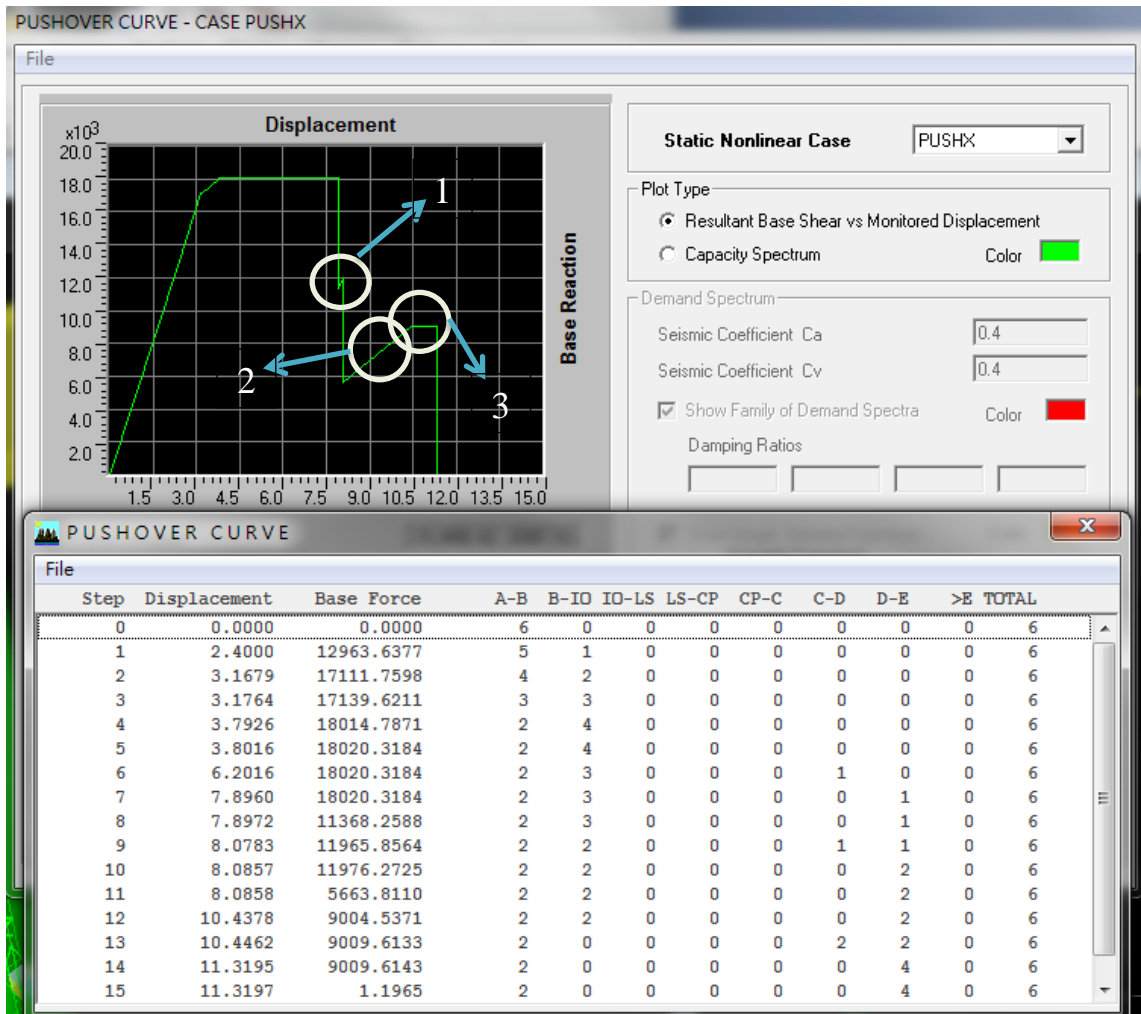 PUSHOVER CURVE - CASE PUSHX
File
Displacement
x10³
20.0
18.0
16.0
14.0
12.0
10.0
8.0
6.0
4.0
2.0
1.5 3.0 4.5 6.0 7.5 9.0 10.5 12.0 13.5 15.0
Base Reaction
1
2
3
Static Nonlinear Case PUSHX
Plot Type
Resultant Base Shear vs Monitored Displacement
Capacity Spectrum Color
Demand Spectrum
Seismic Coefficient Ca 0.4
Seismic Coefficient Cv 0.4
Show Family of Demand Spectra Color
Damping Ratios
PUSHOVER CURVE
File
Step Displacement Base Force A-B B-IO IO-LS LS-CP CP-C C-D D-E >E TOTAL
0 0.0000 0.0000 6 0 0 0 0 0 0 0 6
1 2.4000 12963.6377 5 1 0 0 0 0 0 0 6
2 3.1679 17111.7598 4 2 0 0 0 0 0 0 6
3 3.1764 17139.6211 3 3 0 0 0 0 0 0 6
4 3.7926 18014.7871 2 4 0 0 0 0 0 0 6
5 3.8016 18020.3184 2 4 0 0 0 0 0 0 6
6 6.2016 18020.3184 2 3 0 0 0 1 0 0 6
7 7.8960 18020.3184 2 3 0 0 0 0 1 0 6
8 7.8972 11368.2588 2 3 0 0 0 0 1 0 6
9 8.0783 11965.8564 2 2 0 0 0 1 1 0 6
10 8.0857 11976.2725 2 2 0 0 0 0 2 0 6
11 8.0858 5663.8110 2 2 0 0 0 0 2 0 6
12 10.4378 9004.5371 2 2 0 0 0 0 2 0 6
13 10.4462 9009.6133 2 0 0 0 0 2 2 0 6
14 11.3195 9009.6143 2 0 0 0 0 0 4 0 6
15 11.3197 1.1965 2 0 0 0 0 0 4 0 6